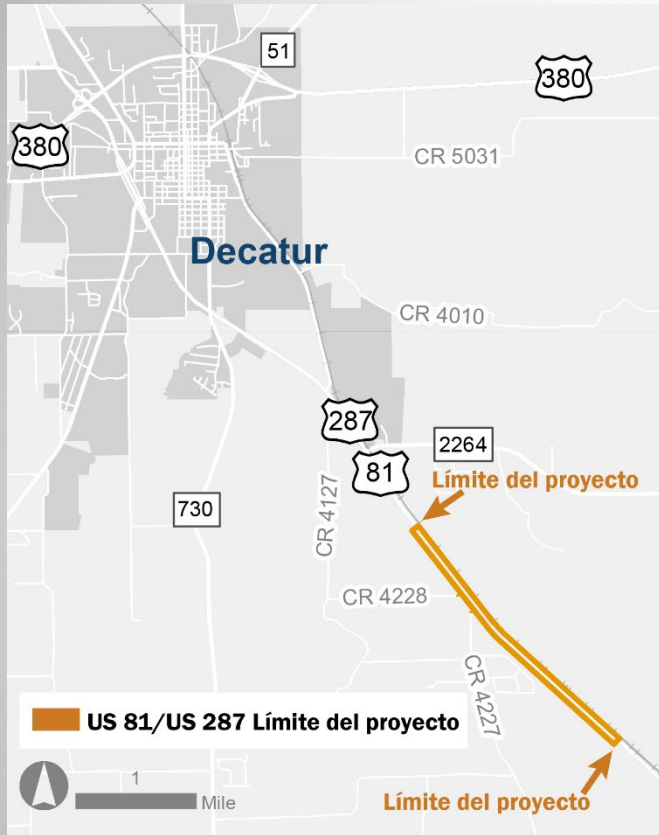 51
380
380
CR 5031
Decatur
CR 4010
287
2264
81
Límite del proyecto
730
CR 4127
CR 4228
CR 4227
US 81/US 287 Límite del proyecto
1
Mile
Límite del proyecto